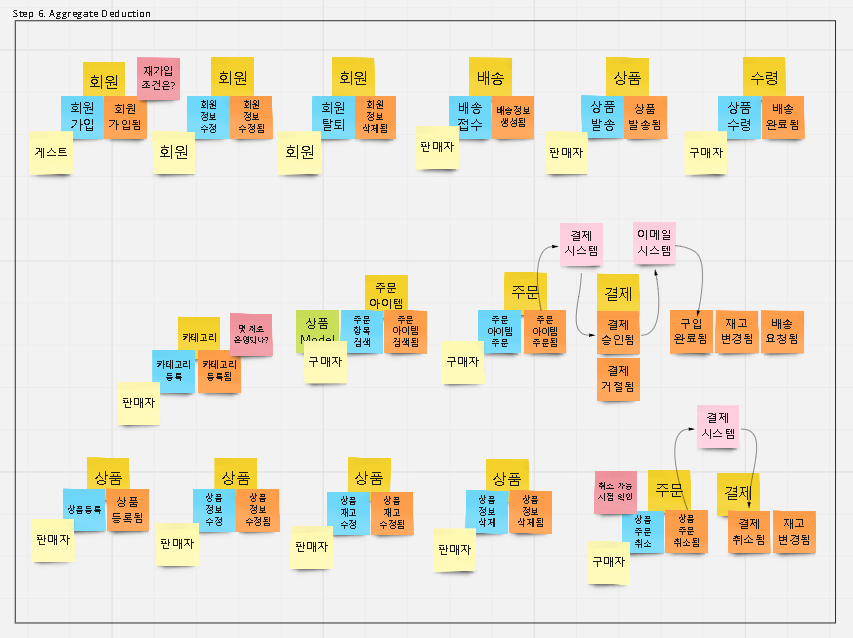 Step 6. Aggregate Deduction
회원
재가입
조건은?
회원
가입
회원
가입됨
게스트
회원
회원
정보
수정
회원
정보
수정됨
회원
회원
회원
탈퇴
회원
정보
삭제됨
회원
배송
배송
접수
배송정보
생성됨
판매자
상품
상품
발송
상품
발송됨
판매자
수령
상품
수령
배송
완료됨
구매자
카테고리
카테고리
등록
카테고리
등록됨
판매자
주문
아이템
상품
Model
주문
항목
검색
주문
아이템
검색됨
구매자
주문
주문
아이템
주문
주문
아이템
주문됨
구매자
결제
시스템
결제
결제
승인됨
결제
거절됨
이메일
시스템
구입
완료됨
재고
변경됨
배송
요청됨
상품
상품등록
상품
등록됨
판매자
상품
상품
정보
수정
상품
정보
수정됨
판매자
상품
상품
재고
수정
상품
재고
수정됨
판매자
상품
상품
정보
삭제
상품
정보
삭제됨
판매자
취소 가능
시점 확인
주문
상품
주문
취소
상품
주문
취소됨
구매자
결제
시스템
결제
결제
취소됨
재고
변경됨